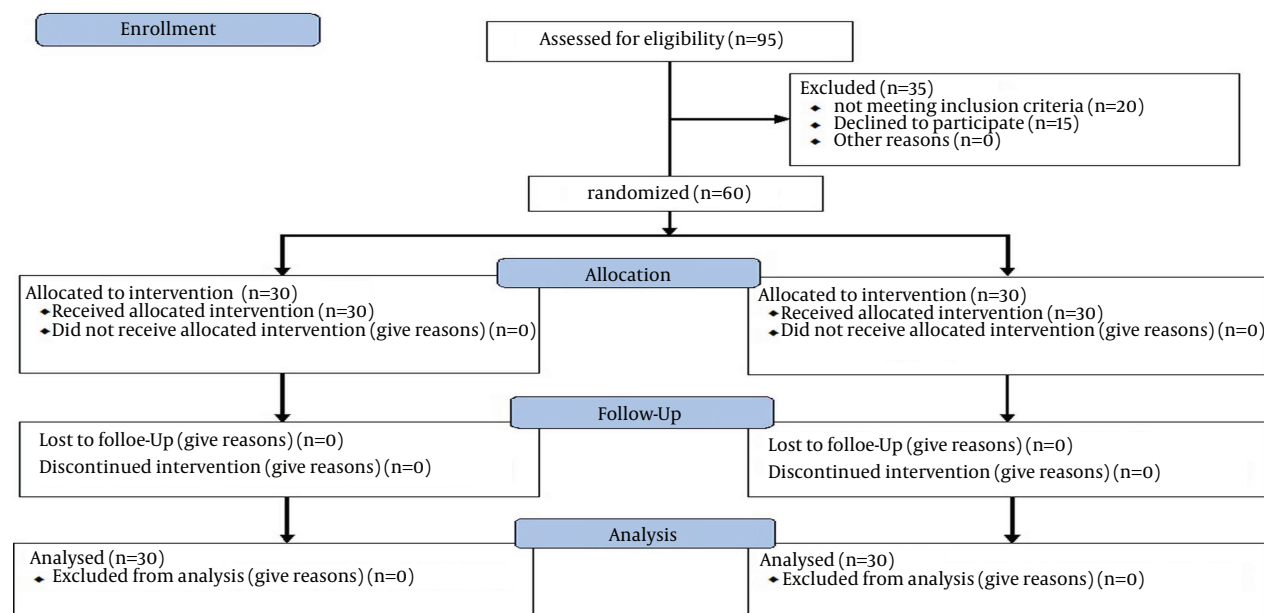 Enrollment
Assessed for eligibility (n=95)
Excluded (n=35)
not meeting inclusion criteria (n=20)
Declined to participate (n=15)
Other reasons (n=0)
randomized (n=60)
Allocation
Allocated to intervention (n=30)
Received allocated intervention (n=30)
Did not receive allocated intervention (give reasons) (n=0)
Allocated to intervention (n=30)
Received allocated intervention (n=30)
Did not receive allocated intervention (give reasons) (n=0)
Follow-Up
Lost to folloe-Up (give reasons) (n=0)
Discontinued intervention (give reasons) (n=0)
Lost to folloe-Up (give reasons) (n=0)
Discontinued intervention (give reasons) (n=0)
Analysis
Analysed (n=30)
Excluded from analysis (give reasons) (n=0)
Analysed (n=30)
Excluded from analysis (give reasons) (n=0)